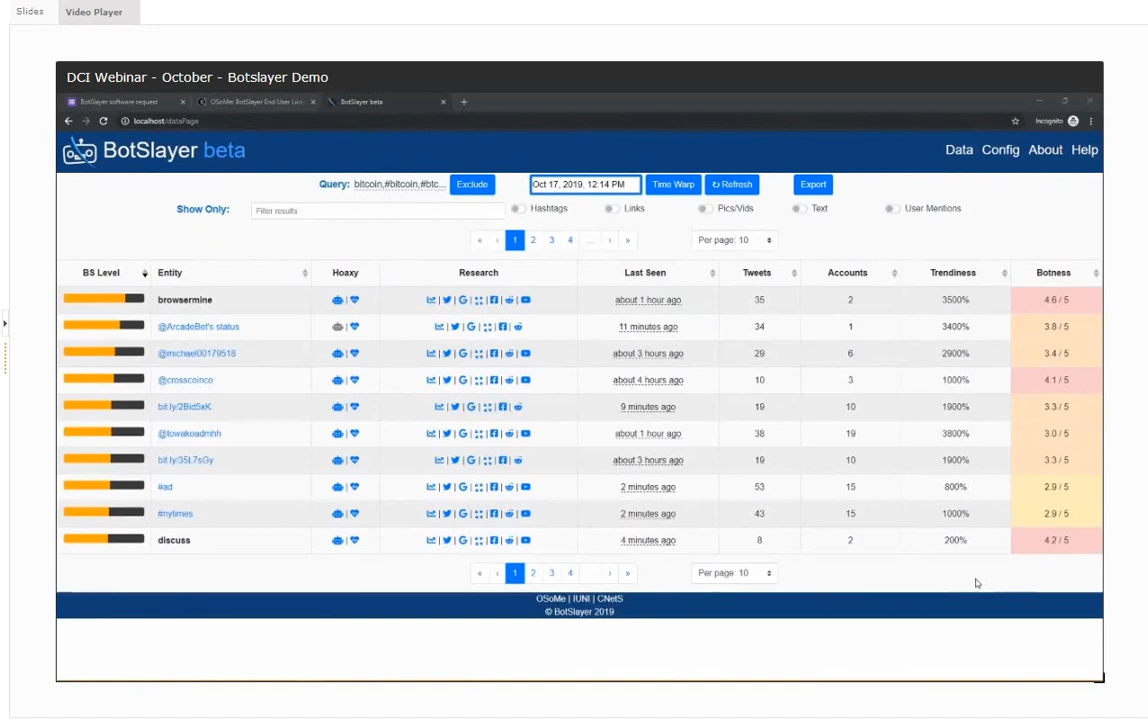 Slides Video Player
DCI Webinar - October - Botslayer Demo
BotSlayer software request × OSoMe: BotSlayer End User Lice × BotSlayer beta × +
localhost/dataPage Incognito
BotSlayer beta Data Config About Help
Query: bitcoin,#bitcoin,#btc... Exclude Oct 17, 2019, 12:14 PM Time Warp Refresh Export
Show Only: Filter results Hashtags Links Pics/Vids Text User Mentions
« ‹ 1 2 3 4 ... › » Per page: 10
BS Level Entity Hoaxy Research Last Seen Tweets Accounts Trendiness Botness
browsermine about 1 hour ago 35 2 3500% 4.6 / 5
@ArcadeBet's status 11 minutes ago 34 1 3400% 3.8 / 5
@michael00179518 about 3 hours ago 29 6 2900% 3.4 / 5
@crosscoinco about 4 hours ago 10 3 1000% 4.1 / 5
bit.ly/2Bid5xK 9 minutes ago 19 10 1900% 3.3 / 5
@towakoadmhh about 1 hour ago 38 19 3800% 3.0 / 5
bit.ly/35L7sGy about 3 hours ago 19 10 1900% 3.3 / 5
#ad 2 minutes ago 53 15 800% 2.9 / 5
#nytimes 2 minutes ago 43 15 1000% 2.9 / 5
discuss 4 minutes ago 8 2 200% 4.2 / 5
« ‹ 1 2 3 4 › » Per page: 10
OSoMe | IUNI | CNetS
© BotSlayer 2019